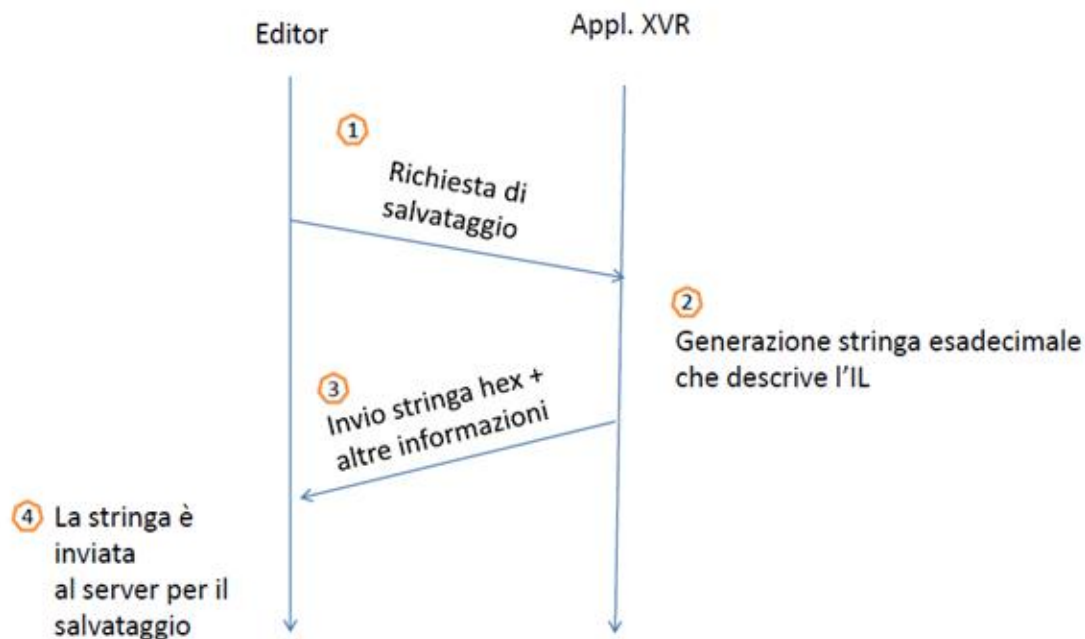 Editor
Appl. XVR
1
Richiesta di
salvataggio
2
Generazione stringa esadecimale
che descrive l'IL
3
Invio stringa hex +
altre informazioni
4 La stringa è
inviata
al server per il
salvataggio